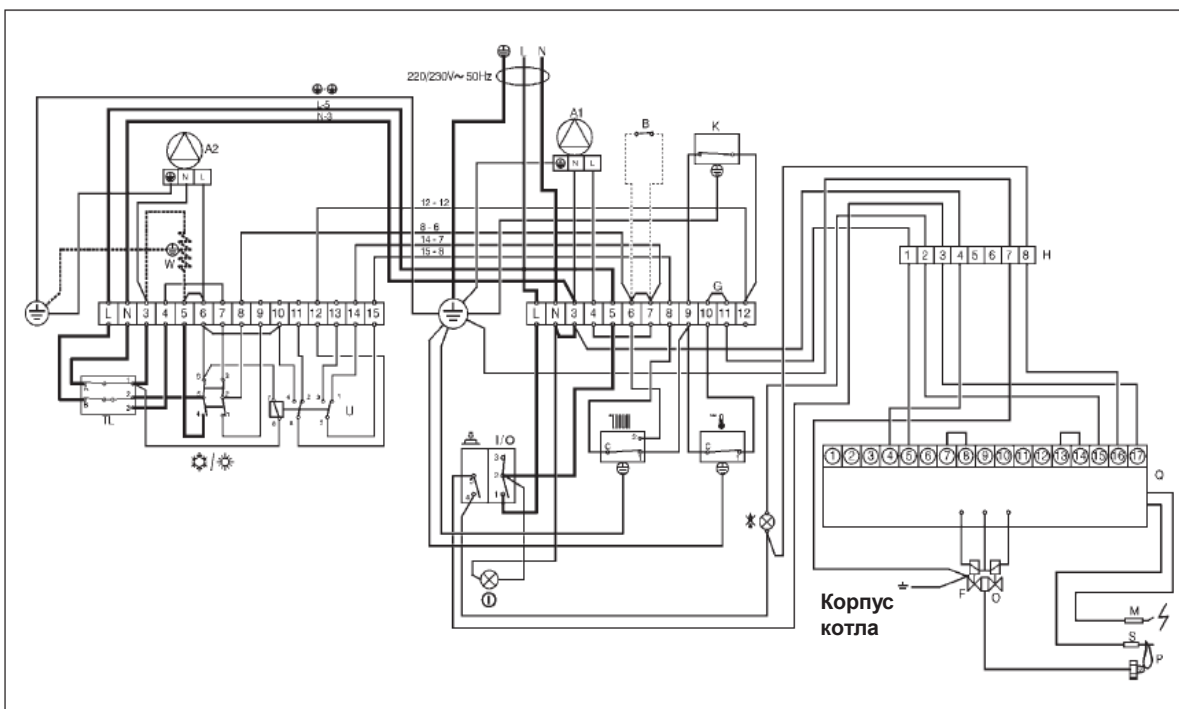 L N
220/230V~ 50Hz
L-5
N-3
A1
B
K
A2
N L
N L
12 - 12
8 - 6
14 - 7
15 - 8
1 2 3 4 5 6 7 8 H
W
G
L N 3 4 5 6 7 8 9 10 11 12 13 14 15
L N 3 4 5 6 7 8 9 10 11 12
TL
U
I/O
1 2 3 4 5 6 7 8 9 10 11 12 13 14 15 16 17
Q
F O
Корпус
котла
M
S
P